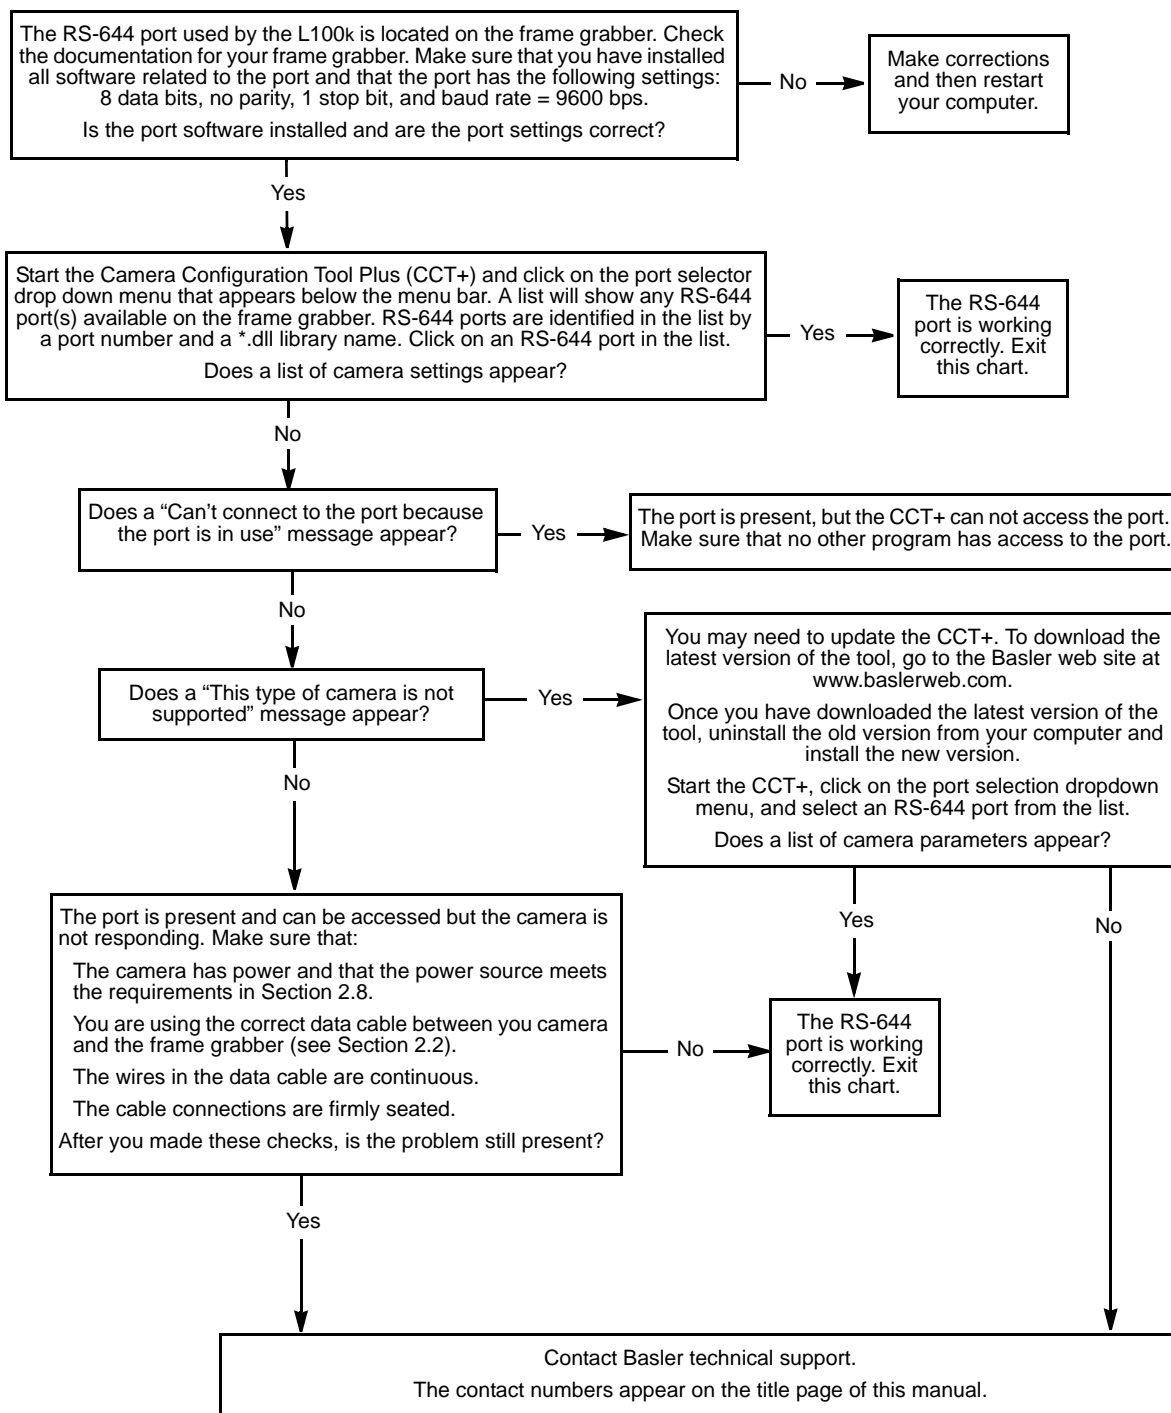 The RS-644 port used by the L100k is located on the frame grabber. Check
the documentation for your frame grabber. Make sure that you have installed
all software related to the port and that the port has the following settings:
8 data bits, no parity, 1 stop bit, and baud rate = 9600 bps.
Is the port software installed and are the port settings correct?
No
Make corrections
and then restart
your computer.
Yes
Start the Camera Configuration Tool Plus (CCT+) and click on the port selector
drop down menu that appears below the menu bar. A list will show any RS-644
port(s) available on the frame grabber. RS-644 ports are identified in the list by
a port number and a *.dll library name. Click on an RS-644 port in the list.
Does a list of camera settings appear?
Yes
The RS-644
port is working
correctly. Exit
this chart.
No
Does a “Can’t connect to the port because
the port is in use” message appear?
Yes
The port is present, but the CCT+ can not access the port.
Make sure that no other program has access to the port.
No
Does a “This type of camera is not
supported” message appear?
Yes
You may need to update the CCT+. To download the
latest version of the tool, go to the Basler web site at
www.baslerweb.com.
Once you have downloaded the latest version of the
tool, uninstall the old version from your computer and
install the new version.
Start the CCT+, click on the port selection dropdown
menu, and select an RS-644 port from the list.
Does a list of camera parameters appear?
No
The port is present and can be accessed but the camera is
not responding. Make sure that:
The camera has power and that the power source meets
the requirements in Section 2.8.
You are using the correct data cable between you camera
and the frame grabber (see Section 2.2).
The wires in the data cable are continuous.
The cable connections are firmly seated.
After you made these checks, is the problem still present?
No
Yes
The RS-644
port is working
correctly. Exit
this chart.
No
Yes
Contact Basler technical support.
The contact numbers appear on the title page of this manual.